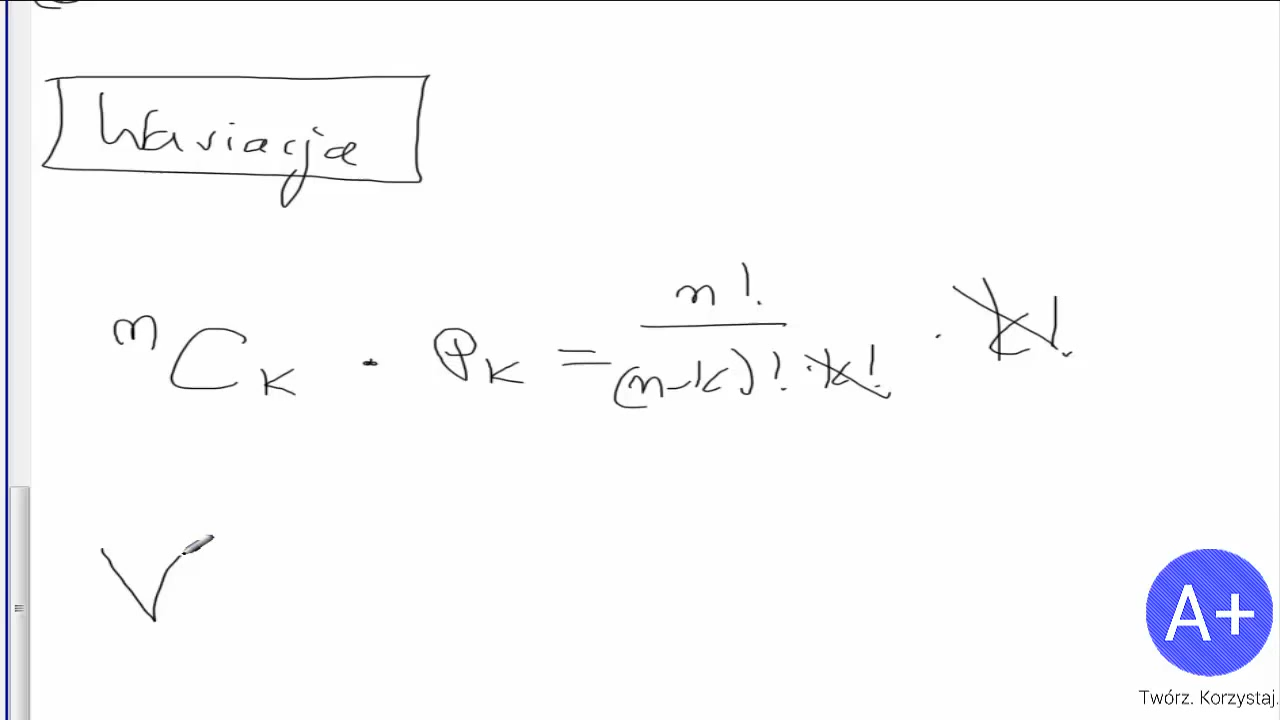 Wariacja
n!
ⁿCₖ · Pₖ = n! / (n-k)! · k! · k!
V
A+
Twórz. Korzystaj.